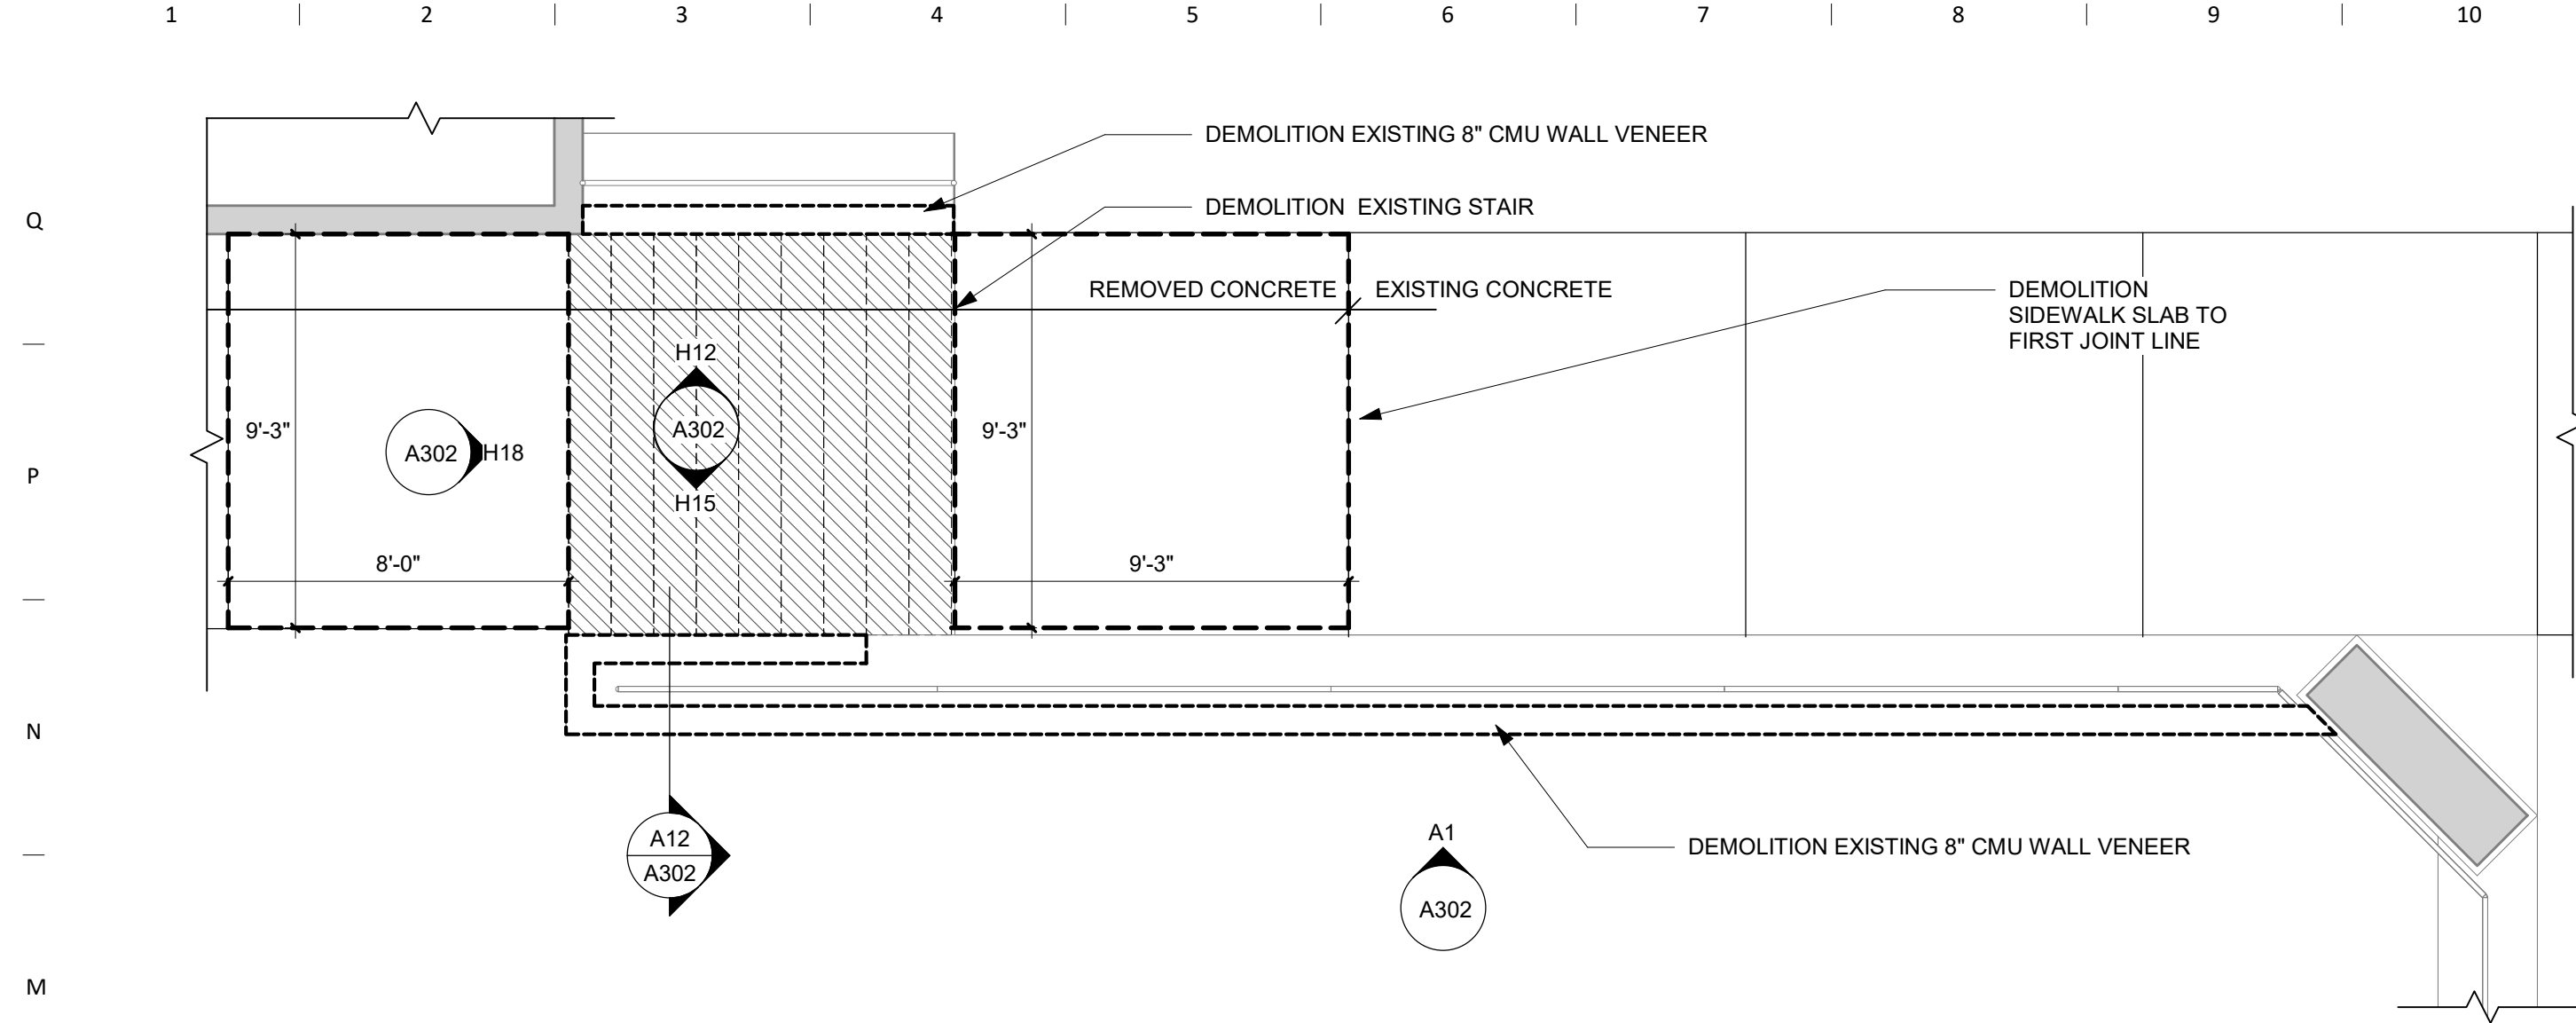 1 2 3 4 5 6 7 8 9 10
DEMOLITION EXISTING 8" CMU WALL VENEER
Q
DEMOLITION EXISTING STAIR
REMOVED CONCRETE
EXISTING CONCRETE
DEMOLITION
SIDEWALK SLAB TO
FIRST JOINT LINE
H12
9'-3"
A302
9'-3"
A302
H18
P
H15
8'-0"
9'-3"
N
A12
A302
A1
A302
DEMOLITION EXISTING 8" CMU WALL VENEER
M